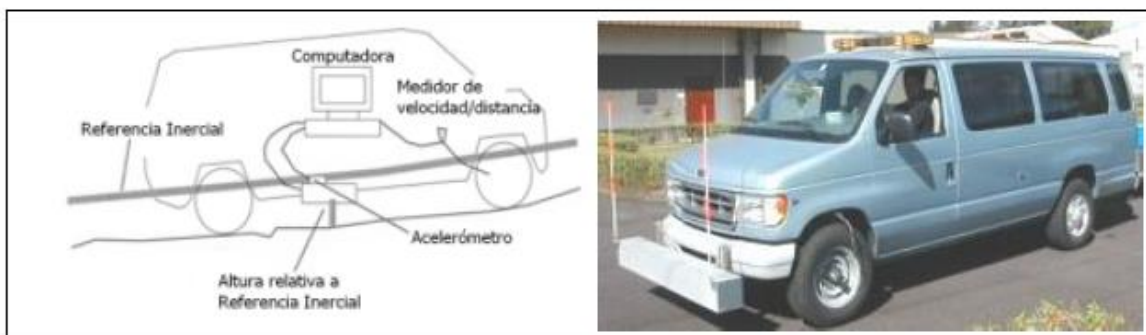 Computadora
Medidor de
velocidad/distancia
Referencia Inercial
Acelerómetro
Altura relativa a
Referencia Inercial